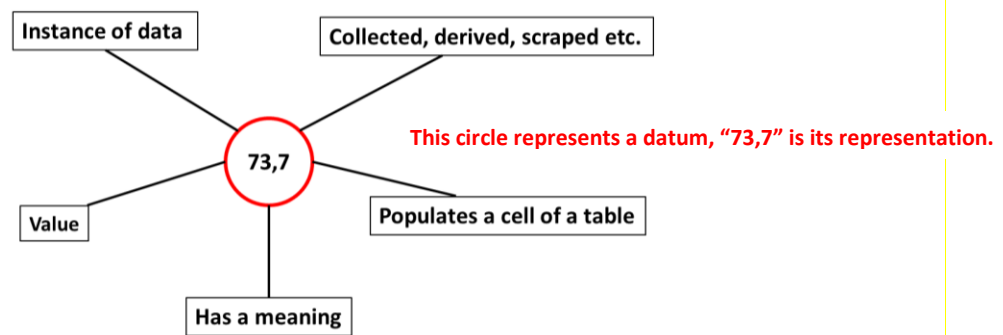 Instance of data
Collected, derived, scraped etc.
This circle represents a datum, “73,7” is its representation.
73,7
Value
Populates a cell of a table
Has a meaning